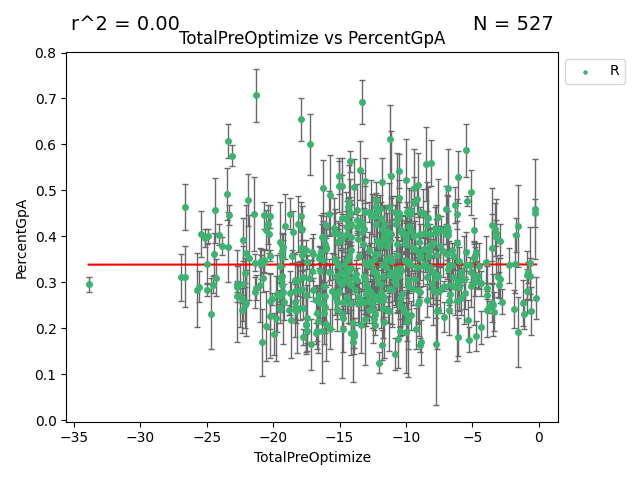 r^2 = 0.00
N = 527
TotalPreOptimize vs PercentGpA
R
0.8
0.7
0.6
0.5
0.4
0.3
0.2
0.1
0.0
PercentGpA
−35
−30
−25
−20
−15
−10
−5
0
TotalPreOptimize